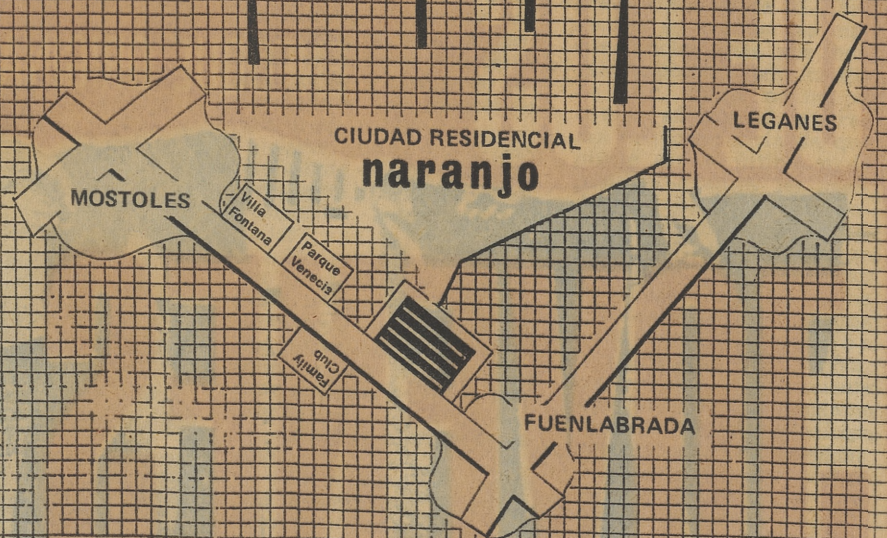 CIUDAD RESIDENCIAL
naranjo
LEGANES
MOSTOLES
Villa
Fontana
Parque
Venecia
Family
Club
FUENLABRADA